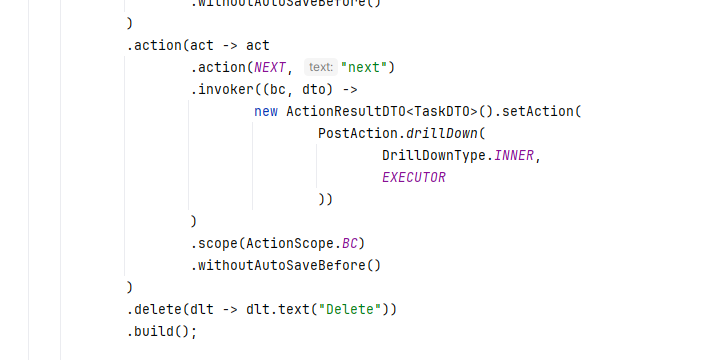 .withoutAutoSaveBefore()
)
.action(act -> act
.action(NEXT, text: "next")
.invoker((bc, dto) ->
new ActionResultDTO<TaskDTO>().setAction(
PostAction.drillDown(
DrillDownType.INNER,
EXECUTOR
))
)
.scope(ActionScope.BC)
.withoutAutoSaveBefore()
)
.delete(dlt -> dlt.text("Delete"))
.build();